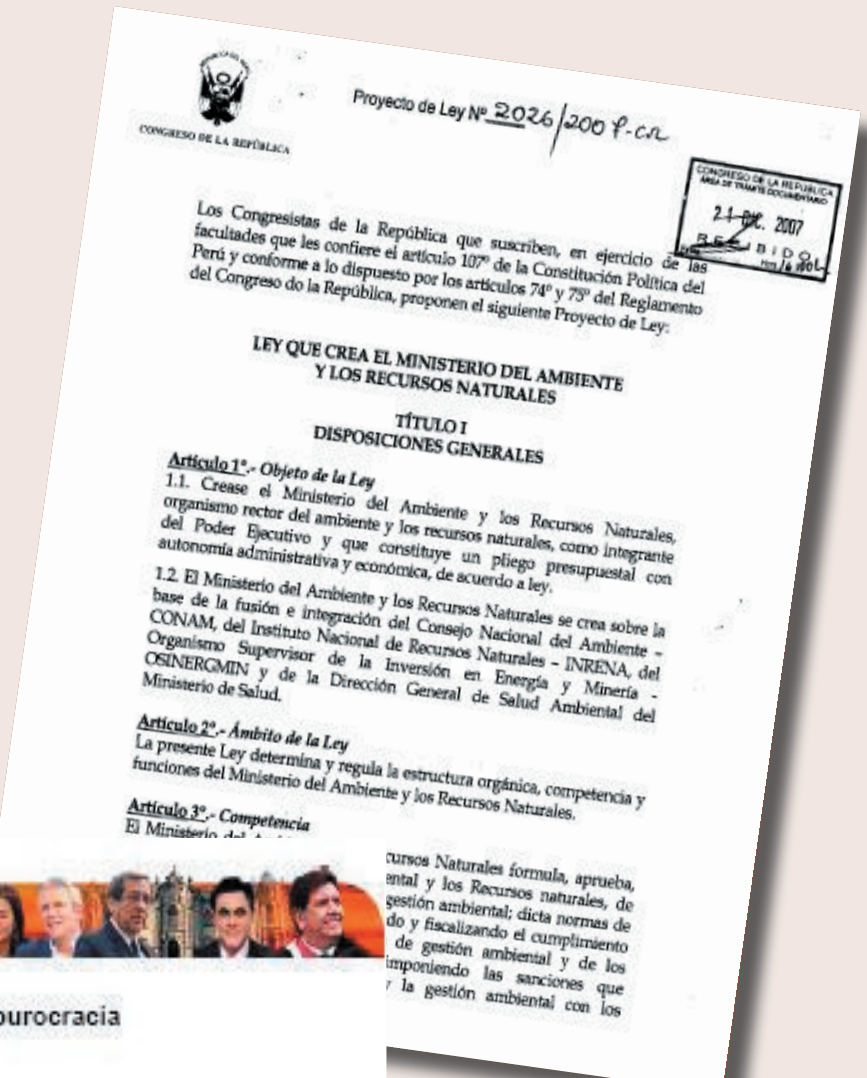 CONGRESO DE LA REPÚBLICA
Proyecto de Ley Nº 2026/2007-CR
CONGRESO DE LA REPUBLICA
AREA DE TRAMITE DOCUMENTARIO
21 DIC. 2007
RECIBIDO
Los Congresistas de la República que suscriben, en ejercicio de las
facultades que les confiere el artículo 107º de la Constitución Política del
Perú y conforme a lo dispuesto por los artículos 74º y 75º del Reglamento
del Congreso do la República, proponen el siguiente Proyecto de Ley:
LEY QUE CREA EL MINISTERIO DEL AMBIENTE
Y LOS RECURSOS NATURALES
TÍTULO I
DISPOSICIONES GENERALES
Artículo 1º.- Objeto de la Ley
1.1. Crease el Ministerio del Ambiente y los Recursos Naturales,
organismo rector del ambiente y los recursos naturales, como integrante
del Poder Ejecutivo y que constituye un pliego presupuestal con
autonomía administrativa y económica, de acuerdo a ley.
1.2. El Ministerio del Ambiente y los Recursos Naturales se crea sobre la
base de la fusión e integración del Consejo Nacional del Ambiente –
CONAM, del Instituto Nacional de Recursos Naturales – INRENA, del
Organismo Supervisor de la Inversión en Energía y Minería -
OSINERGMIN y de la Dirección General de Salud Ambiental del
Ministerio de Salud.
Artículo 2º.- Ámbito de la Ley
La presente Ley determina y regula la estructura orgánica, competencia y
funciones del Ministerio del Ambiente y los Recursos Naturales.
Artículo 3º.- Competencia
El Ministerio del
cursos Naturales formula, aprueba,
ental y los Recursos naturales, de
gestión ambiental; dicta normas de
do y fiscalizando el cumplimiento
de gestión ambiental y de los
imponiendo las sanciones que
la gestión ambiental con los
burocracia